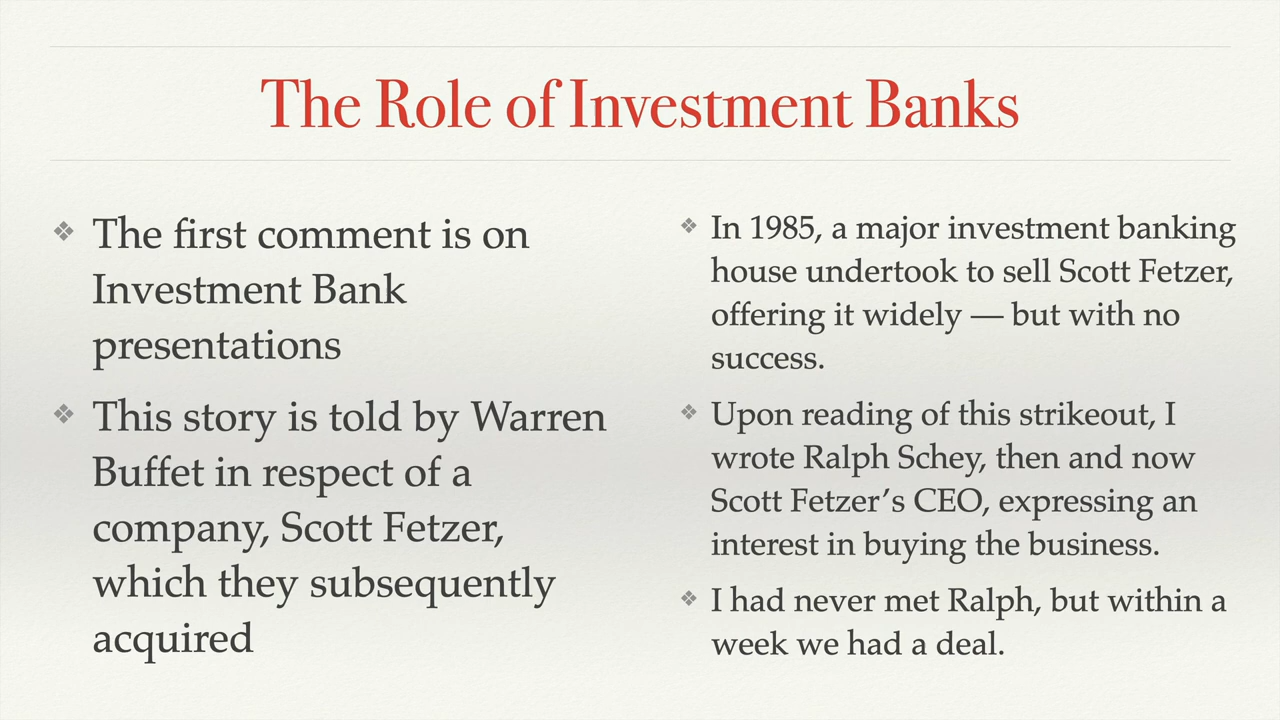 The Role of Investment Banks
❖ The first comment is on
Investment Bank
presentations
❖ This story is told by Warren
Buffet in respect of a
company, Scott Fetzer,
which they subsequently
acquired
❖ In 1985, a major investment banking
house undertook to sell Scott Fetzer,
offering it widely — but with no
success.
❖ Upon reading of this strikeout, I
wrote Ralph Schey, then and now
Scott Fetzer’s CEO, expressing an
interest in buying the business.
❖ I had never met Ralph, but within a
week we had a deal.